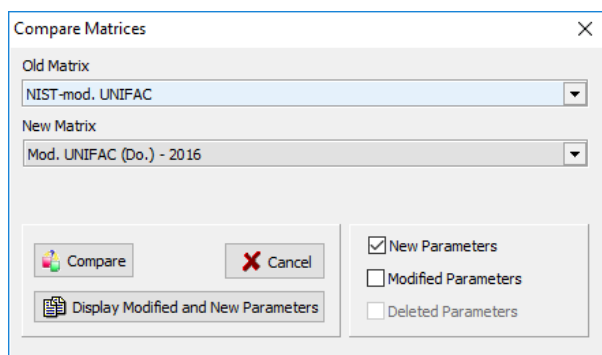 Compare Matrices
Old Matrix
NIST-mod. UNIFAC
New Matrix
Mod. UNIFAC (Do.) - 2016
Compare
Cancel
Display Modified and New Parameters
New Parameters
Modified Parameters
Deleted Parameters